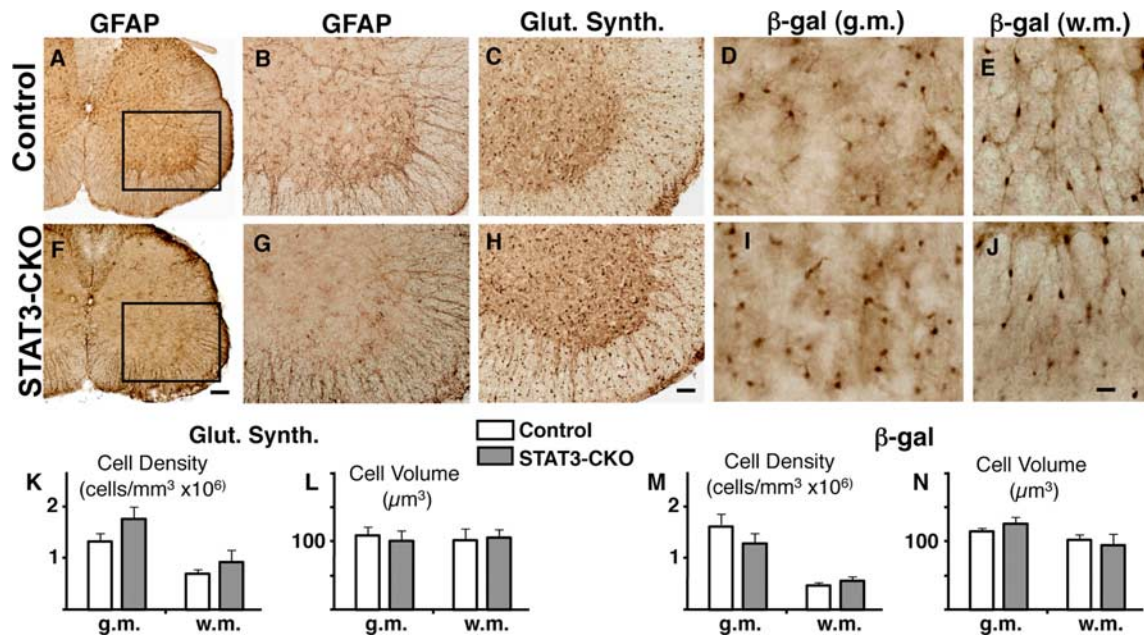 GFAP GFAP Glut. Synth. β-gal (g.m.) β-gal (w.m.)
Control
A B C D E
STAT3-CKO
F G H I J
Glut. Synth.
Control
STAT3-CKO
β-gal
K
Cell Density
(cells/mm³ x10⁶)
2
1
g.m. w.m.
L
Cell Volume
(µm³)
100
g.m. w.m.
M
Cell Density
(cells/mm³ x10⁶)
2
1
g.m. w.m.
N
Cell Volume
(µm³)
100
g.m. w.m.